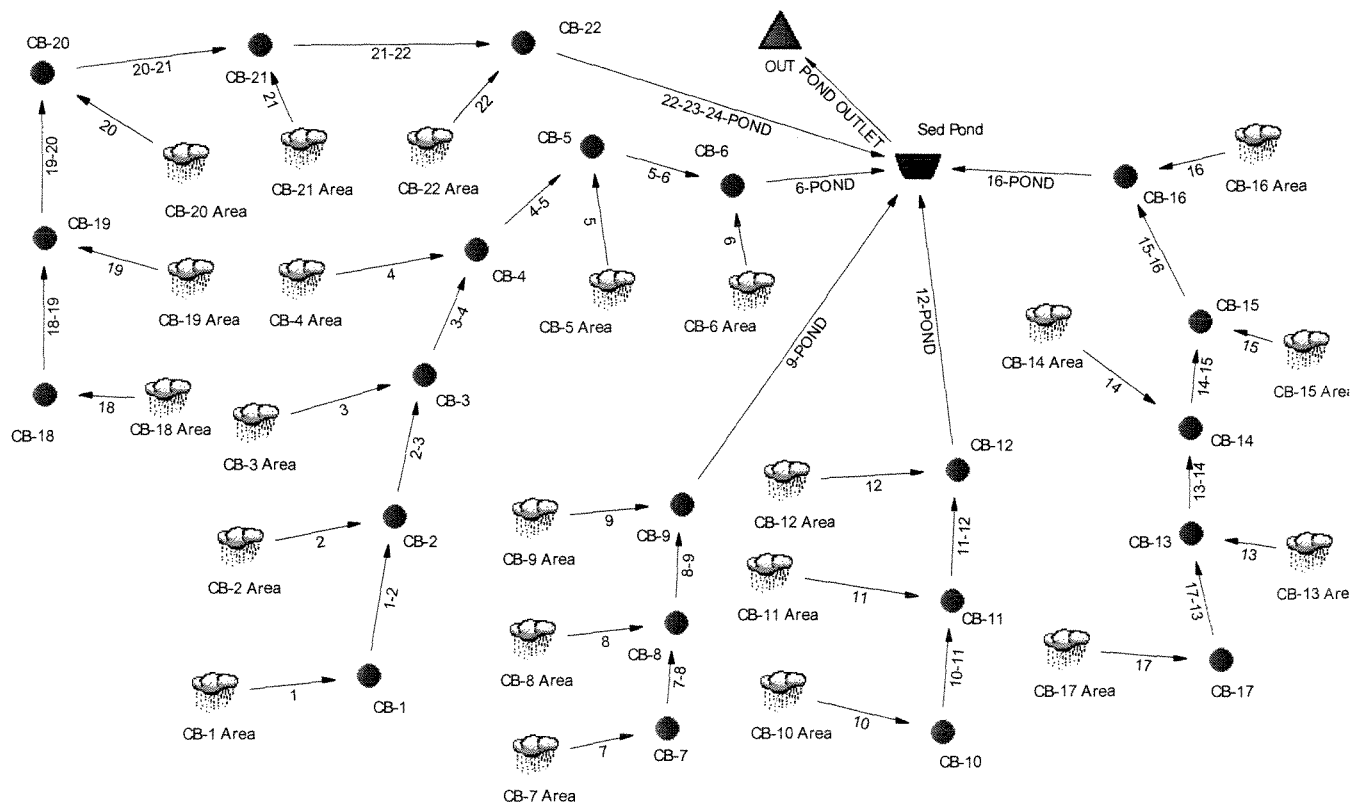 CB-20
CB-21
CB-22
OUT
Sed Pond
20-21
21-22
22-23-24-POND
POND OUTLET
19-20
20
CB-20 Area
21
CB-21 Area
22
CB-22 Area
CB-5
5-6
CB-6
6-POND
16-POND
CB-16
16
CB-16 Area
CB-19
19
CB-19 Area
CB-4 Area
4
CB-4
4-5
5
CB-5 Area
6
CB-6 Area
9-POND
12-POND
15-16
CB-15
15
CB-15 Area
18-19
CB-18
18
CB-18 Area
3-4
CB-3
3
CB-3 Area
CB-14 Area
14
14-15
CB-14
2-3
CB-2
2
CB-2 Area
CB-9 Area
9
CB-9
CB-12 Area
12
CB-12
13-14
CB-13
13
CB-13 Are
1-2
8-9
11-12
CB-11 Area
11
CB-11
17-13
CB-1 Area
1
CB-1
CB-8 Area
8
CB-8
7-8
10-11
CB-17 Area
17
CB-17
CB-10 Area
10
CB-10
CB-7 Area
7
CB-7